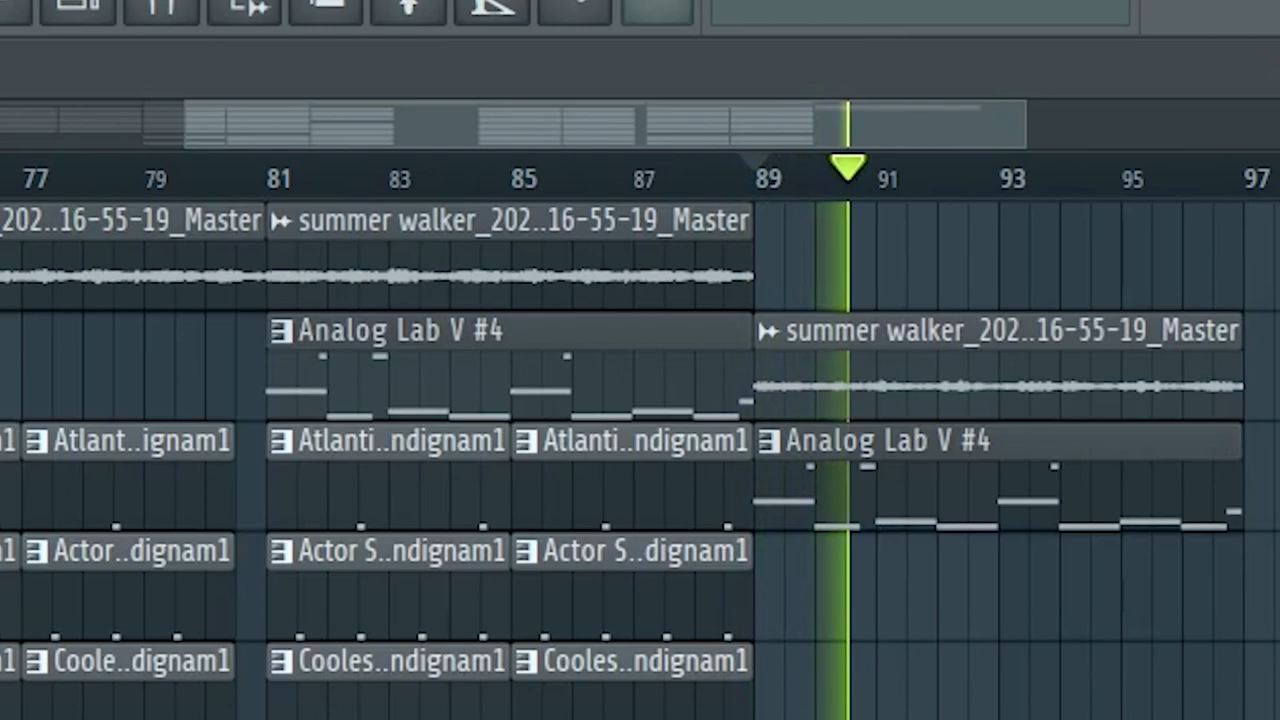 77 79 81 83 85 87 89 91 93 95 97
_202..16-55-19_Master summer walker_202..16-55-19_Master
Analog Lab V #4 summer walker_202..16-55-19_Master
1 Atlant..ignam1 Atlanti..ndignam1 Atlanti..ndignam1 Analog Lab V #4
1 Actor..dignam1 Actor S..ndignam1 Actor S..dignam1
1 Coole..dignam1 Cooles..ndignam1 Cooles..ndignam1